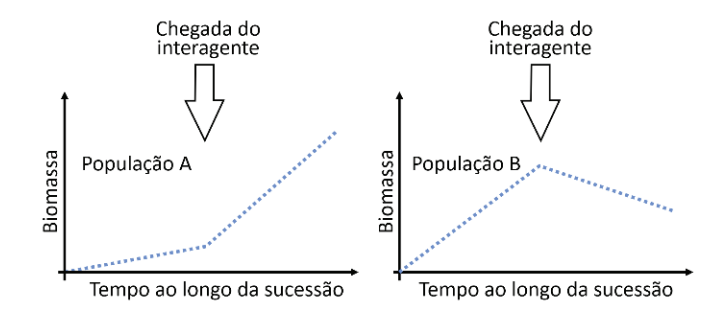 Chegada do
interagente
Biomassa
População A
Tempo ao longo da sucessão
Chegada do
interagente
Biomassa
População B
Tempo ao longo da sucessão